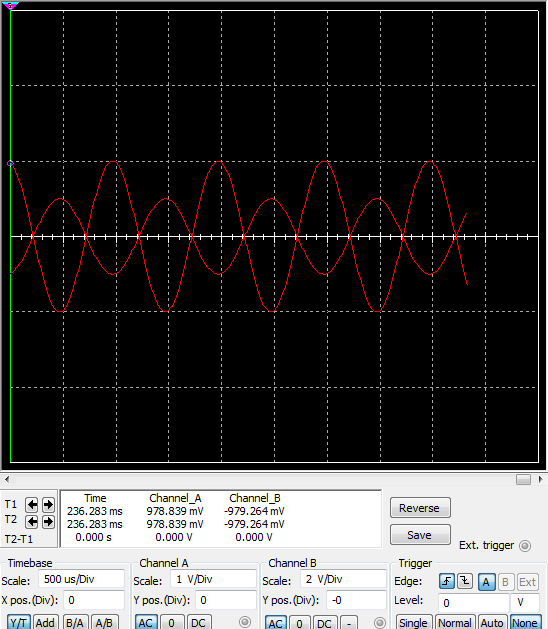 Time Channel_A Channel_B
T1 236.283 ms 978.839 mV -979.264 mV
T2 236.283 ms 978.839 mV -979.264 mV
T2-T1 0.000 s 0.000 V 0.000 V
Reverse
Save
Ext. trigger
Timebase
Scale: 500 us/Div
X pos.(Div): 0
Y/T Add B/A A/B
Channel A
Scale: 1 V/Div
Y pos.(Div): 0
AC 0 DC
Channel B
Scale: 2 V/Div
Y pos.(Div): -0
AC 0 DC -
Trigger
Edge: A B Ext
Level: 0 V
Single Normal Auto None